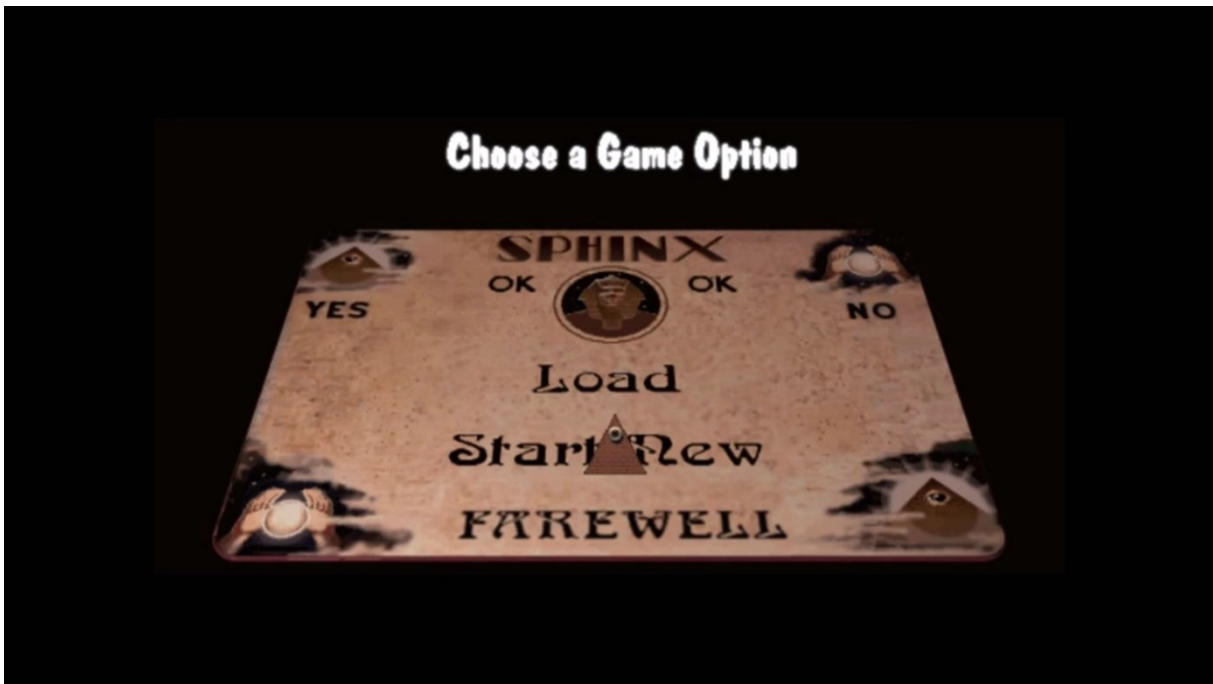 Choose a Game Option
SPHINX
OK OK
YES NO
Load
Start New
FAREWELL